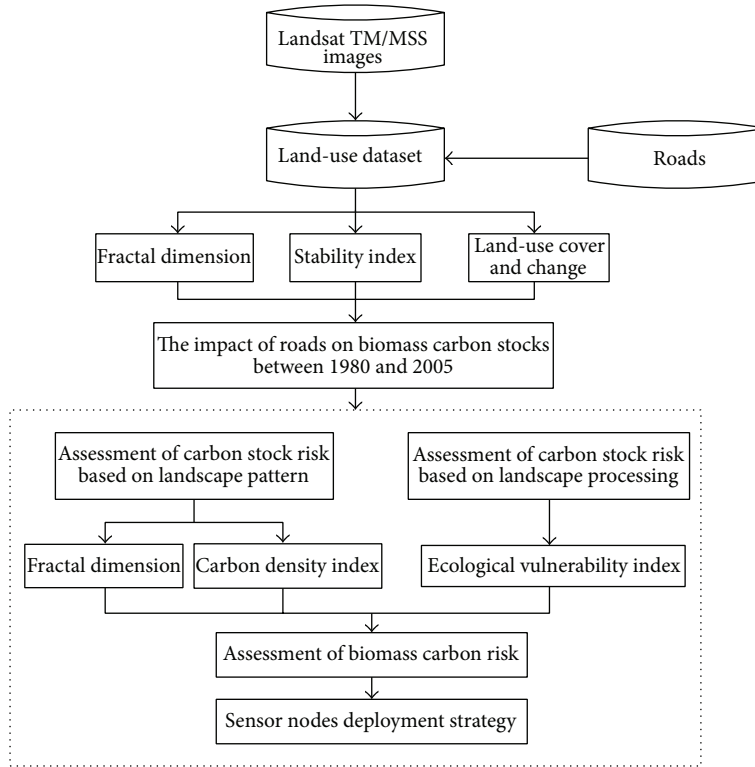 Landsat TM/MSS
images
Land-use dataset
Roads
Fractal dimension
Stability index
Land-use cover
and change
The impact of roads on biomass carbon stocks
between 1980 and 2005
Assessment of carbon stock risk
based on landscape pattern
Assessment of carbon stock risk
based on landscape processing
Fractal dimension
Carbon density index
Ecological vulnerability index
Assessment of biomass carbon risk
Sensor nodes deployment strategy